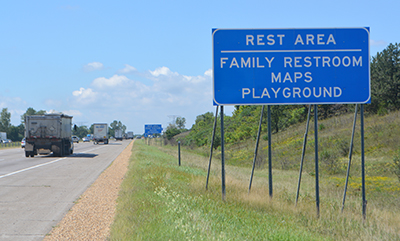 REST AREA
FAMILY RESTROOM
MAPS
PLAYGROUND